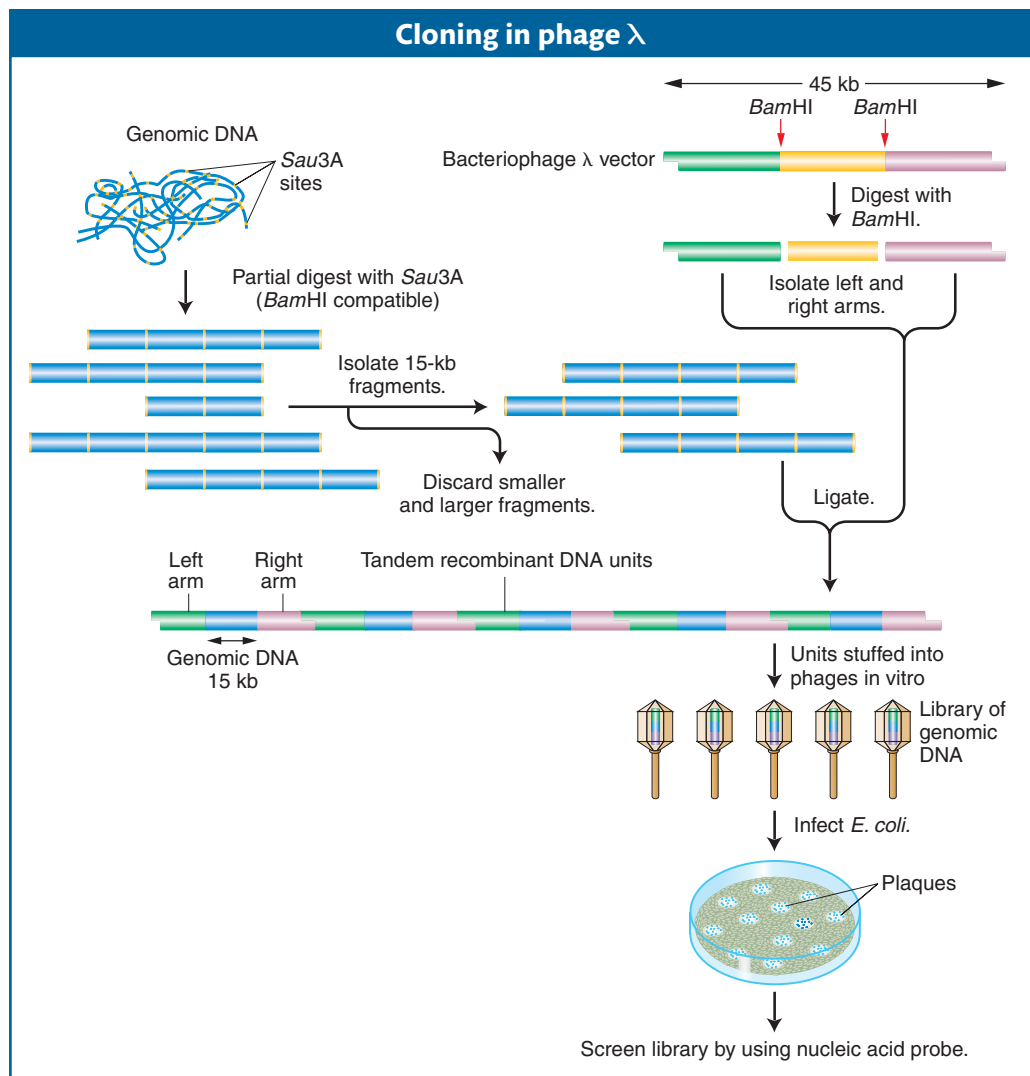 Cloning in phage λ
Genomic DNA
Sau3A
sites
Partial digest with Sau3A
(BamHI compatible)
Isolate 15-kb
fragments.
Discard smaller
and larger fragments.
45 kb
BamHI
BamHI
Bacteriophage λ vector
Digest with
BamHI.
Isolate left and
right arms.
Ligate.
Left
arm
Right
arm
Tandem recombinant DNA units
Genomic DNA
15 kb
Units stuffed into
phages in vitro
Library of
genomic
DNA
Infect E. coli.
Plaques
Screen library by using nucleic acid probe.